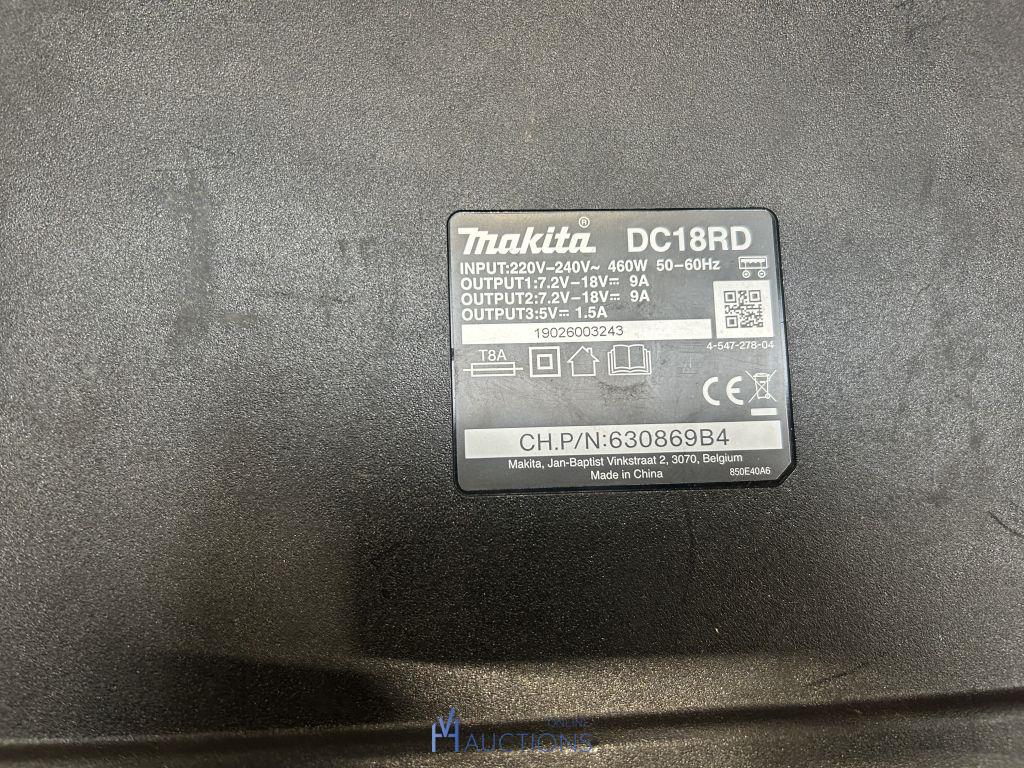 makita® DC18RD
INPUT:220V–240V~ 460W 50–60Hz
OUTPUT1:7.2V–18V⎓ 9A
OUTPUT2:7.2V–18V⎓ 9A
OUTPUT3:5V⎓ 1.5A
19026003243
4-547-278-04
T8A
CE
CH.P/N:630869B4
Makita, Jan-Baptist Vinkstraat 2, 3070, Belgium
Made in China 850E40A6
ONLINE
AUCTIONS